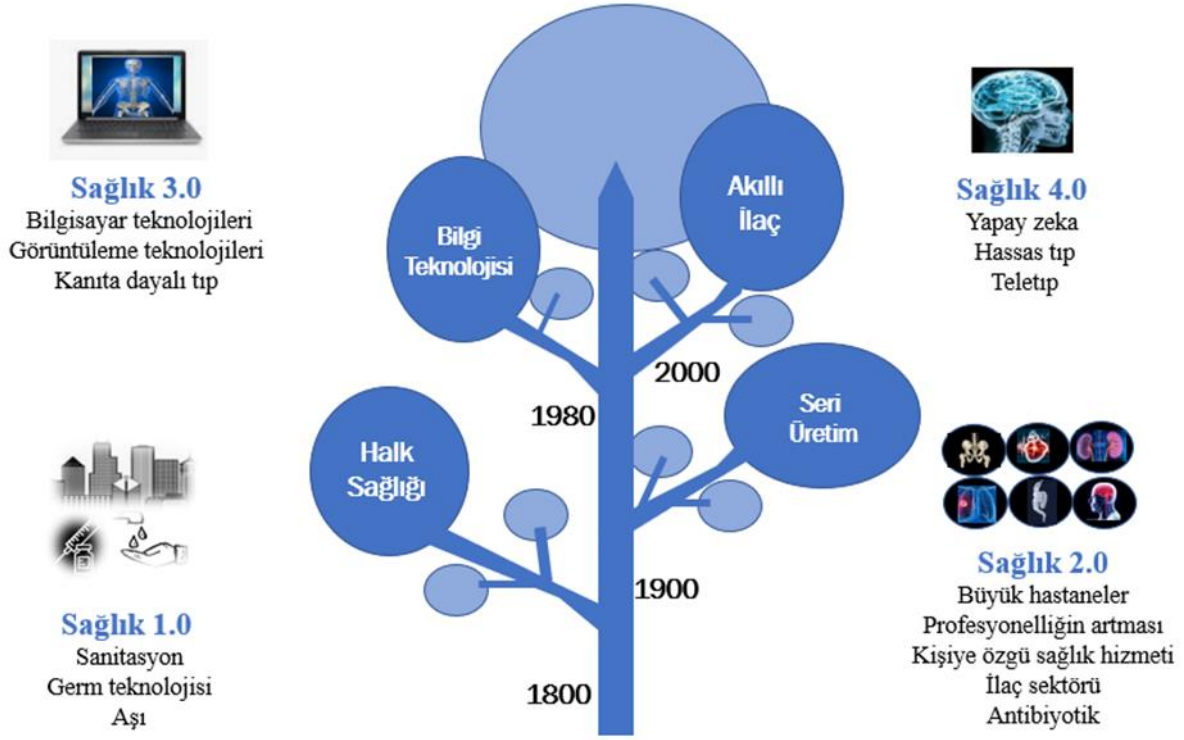 Sağlık 3.0
Bilgisayar teknolojileri
Görüntüleme teknolojileri
Kanıta dayalı tıp
Bilgi
Teknolojisi
Akıllı
İlaç
Sağlık 4.0
Yapay zeka
Hassas tıp
Teletıp
2000
1980
Halk
Sağlığı
Seri
Üretim
1900
1800
Sağlık 1.0
Sanitasyon
Germ teknolojisi
Aşı
Sağlık 2.0
Büyük hastaneler
Profesyonelliğin artması
Kişiye özgü sağlık hizmeti
İlaç sektörü
Antibiyotik